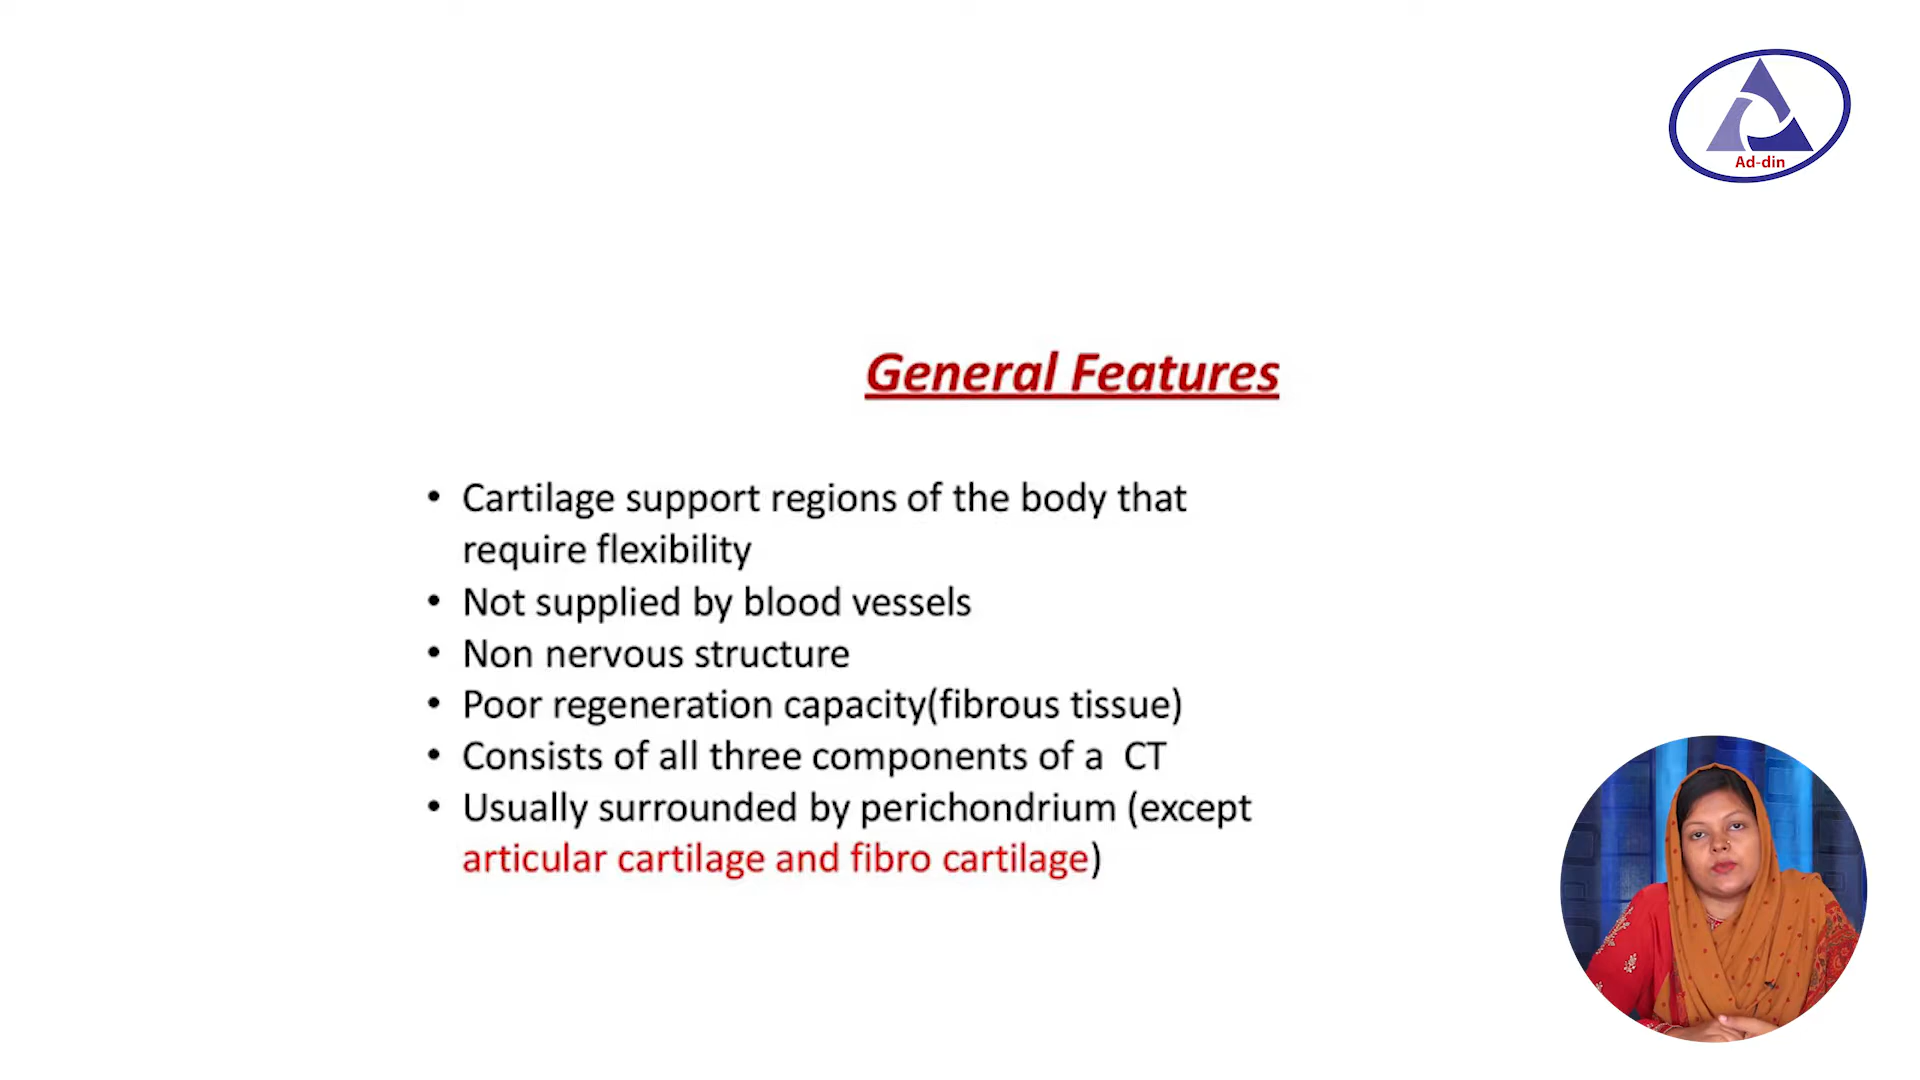 Ad-din
General Features
• Cartilage support regions of the body that
require flexibility
• Not supplied by blood vessels
• Non nervous structure
• Poor regeneration capacity(fibrous tissue)
• Consists of all three components of a CT
• Usually surrounded by perichondrium (except
articular cartilage and fibro cartilage)